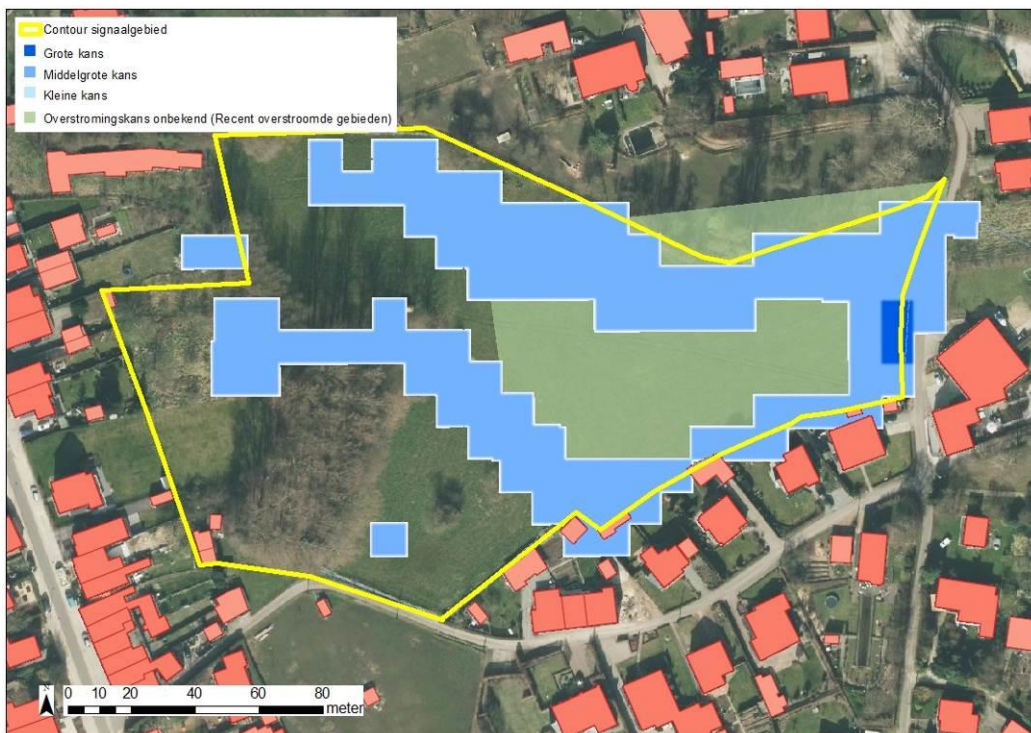 Contour signaalgebied
Grote kans
Middelgrote kans
Kleine kans
Overstromingskans onbekend (Recent overstroomde gebieden)
N
0 10 20 40 60 80
meter